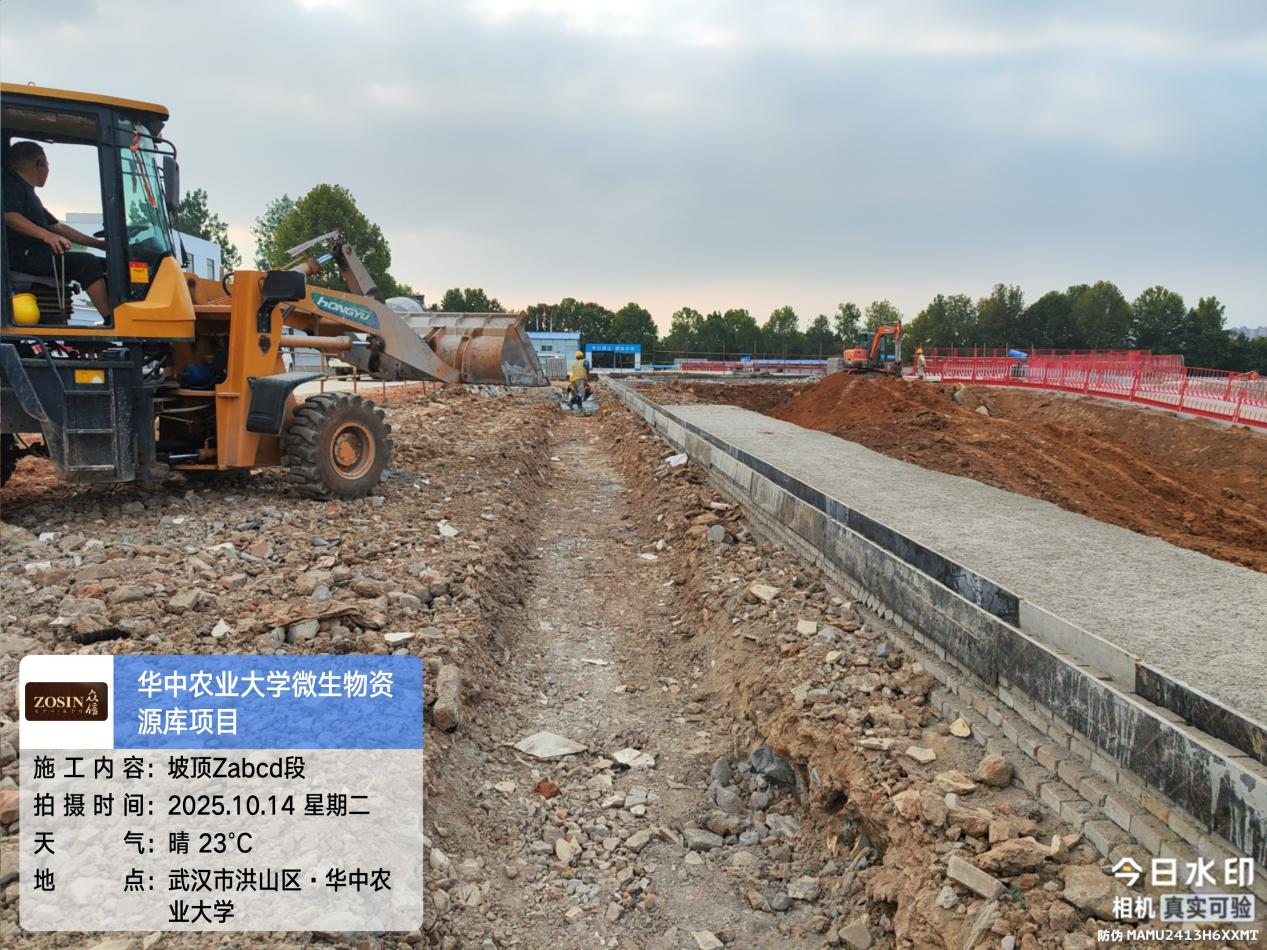 HONGYU
ZOSIN 众信
华中农业大学微生物资
源库项目
施工内容：坡顶Zabcd段
拍摄时间：2025.10.14 星期二
天气：晴 23°C
地点：武汉市洪山区·华中农
业大学
今日水印
相机 真实可验
防伪 MAMU2413H6XXMT